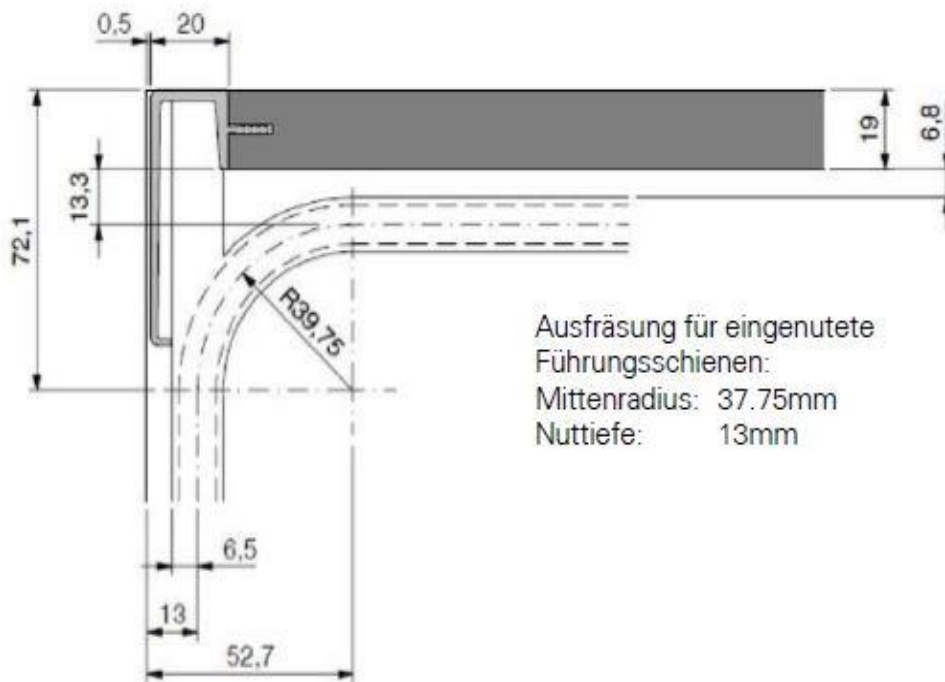 0,5
20
19
6,8
13,3
72,1
R39,75
Ausfräsung für eingenutete
Führungsschienen:
Mittenradius: 37.75mm
Nuttiefe: 13mm
6,5
13
52,7